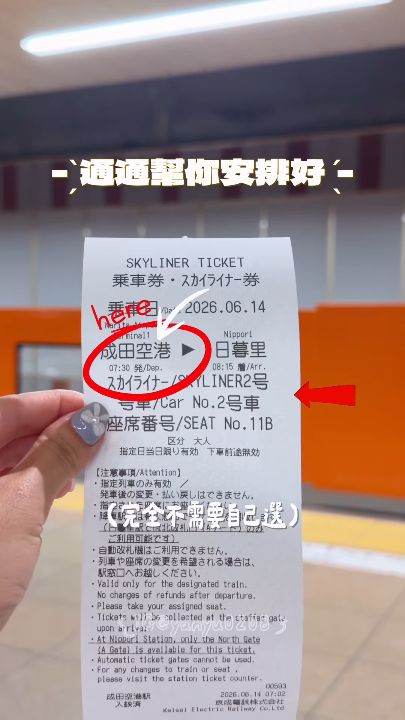 通通幫你安排好
SKYLINER TICKET
乗車券・スカイライナー券
乗車日/Da 2026.06.14
here
Terminal1
Nippori
成田空港 ▶ 日暮里
07:30 発/Dep. 08:15 着/Arr.
スカイライナー/SKYLINER2号
号車/Car No.2号車
座席番号/SEAT No.11B
区分 大人
指定日当日限り有効 下車前途無効
【注意事項/Attention】
・指定列車のみ有効
発車後の変更・払い戻しはできません。
(完全不需要自己選)
ご利用可能です)
・自動改札機はご利用できません。
・列車や座席の変更を希望される場合は、
駅窓口へお越しください。
・Valid only for the designated train.
No changes of refunds after departure.
・Please take your assigned seat.
・Tickets will be collected at the staffed gate
upon arrival.
・At Nippori Station, only the North Gate
(A Gate) is available for this ticket.
・Automatic ticket gates cannot be used.
・For any changes to train or seat,
please visit the station ticket counter.
00593
成田空港駅 2026.06.14 07:02
入鋏済 京成電鉄株式会社
Keisei Electric Railway Co.Ltd